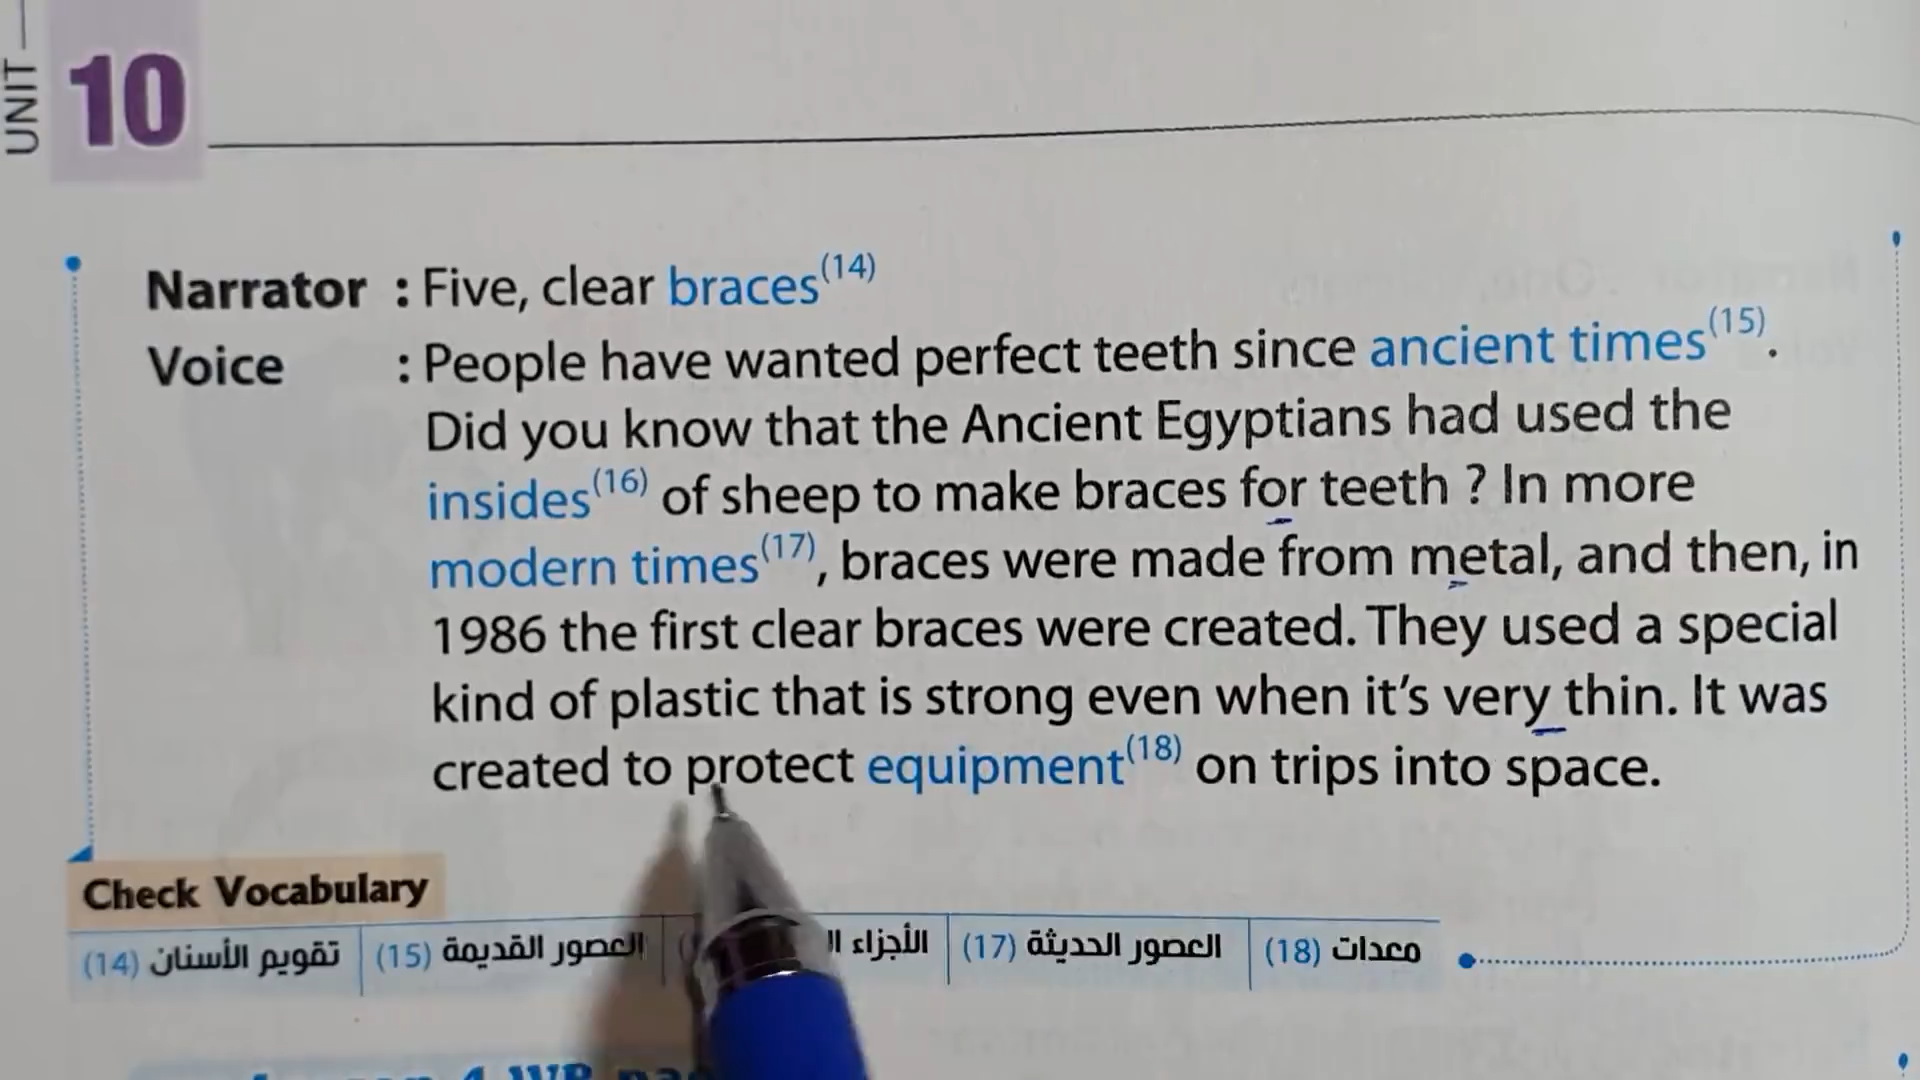 UNIT
10
Narrator : Five, clear braces(14)
Voice : People have wanted perfect teeth since ancient times(15).
Did you know that the Ancient Egyptians had used the
insides(16) of sheep to make braces for teeth ? In more
modern times(17), braces were made from metal, and then, in
1986 the first clear braces were created. They used a special
kind of plastic that is strong even when it's very thin. It was
created to protect equipment(18) on trips into space.
Check Vocabulary
(14) تقويم الأسنان (15) العصور القديمة الأجزاء (17) العصور الحديثة (18) معدات